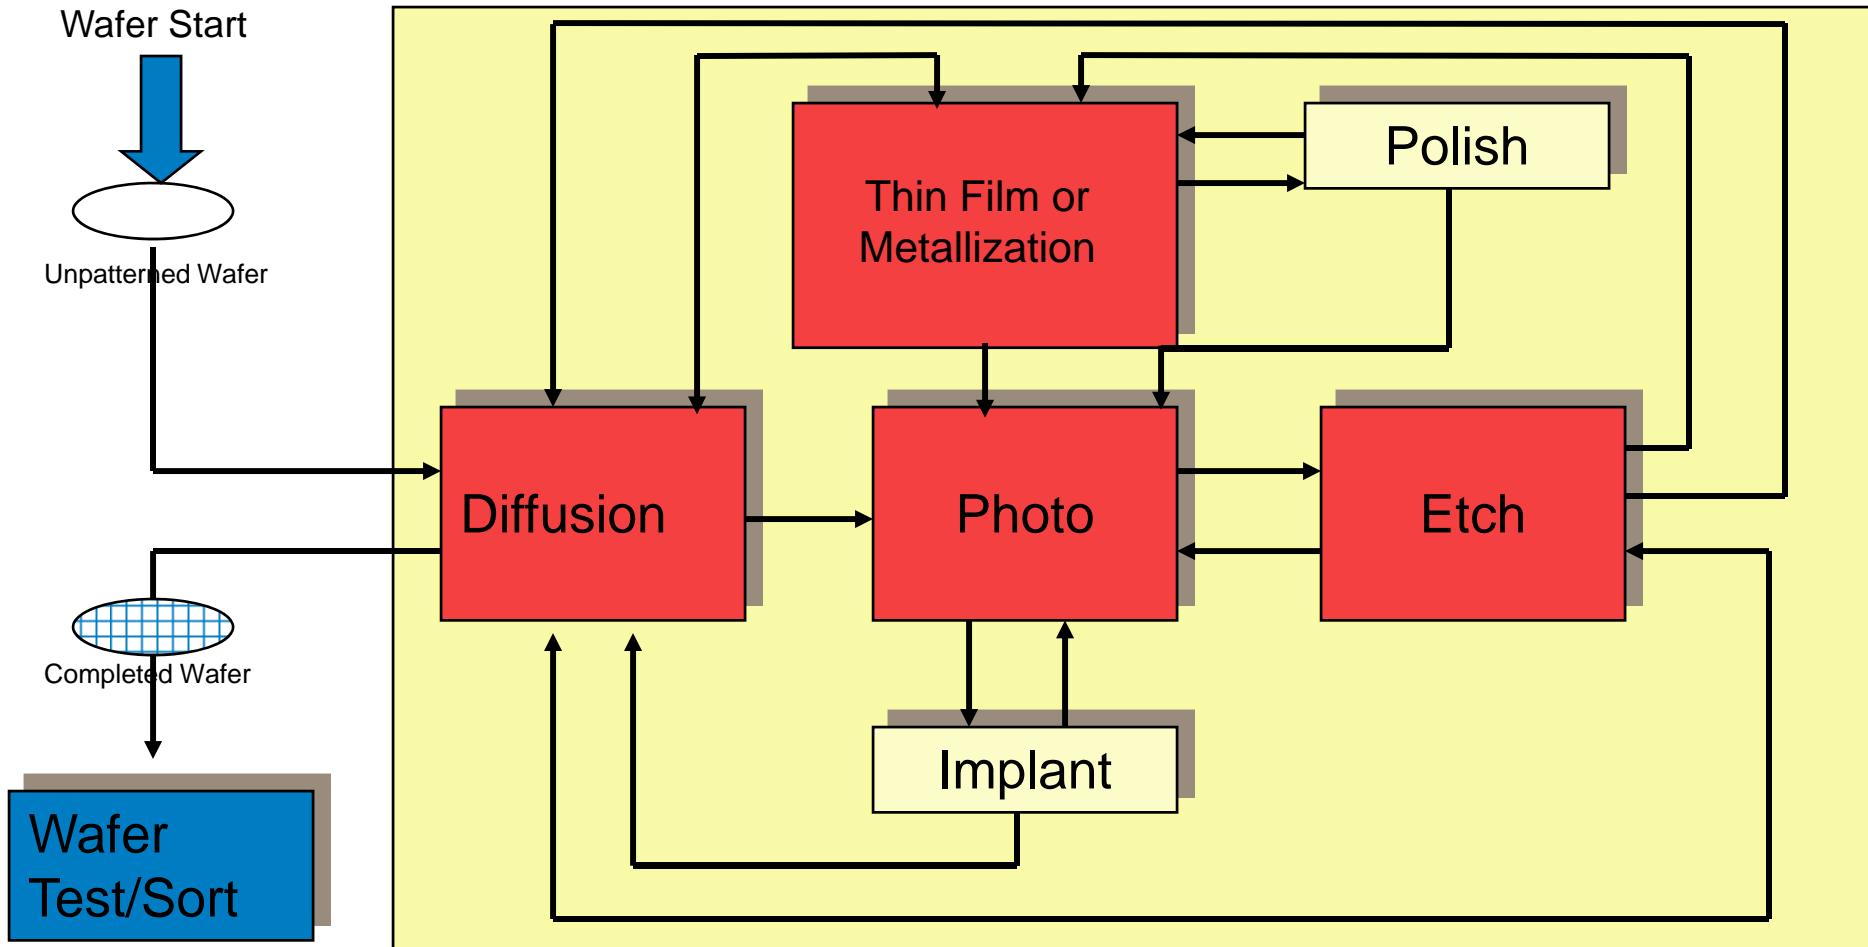 Wafer Start
Unpatterned Wafer
Completed Wafer
Wafer
Test/Sort
Thin Film or
Metallization
Polish
Diffusion
Photo
Etch
Implant